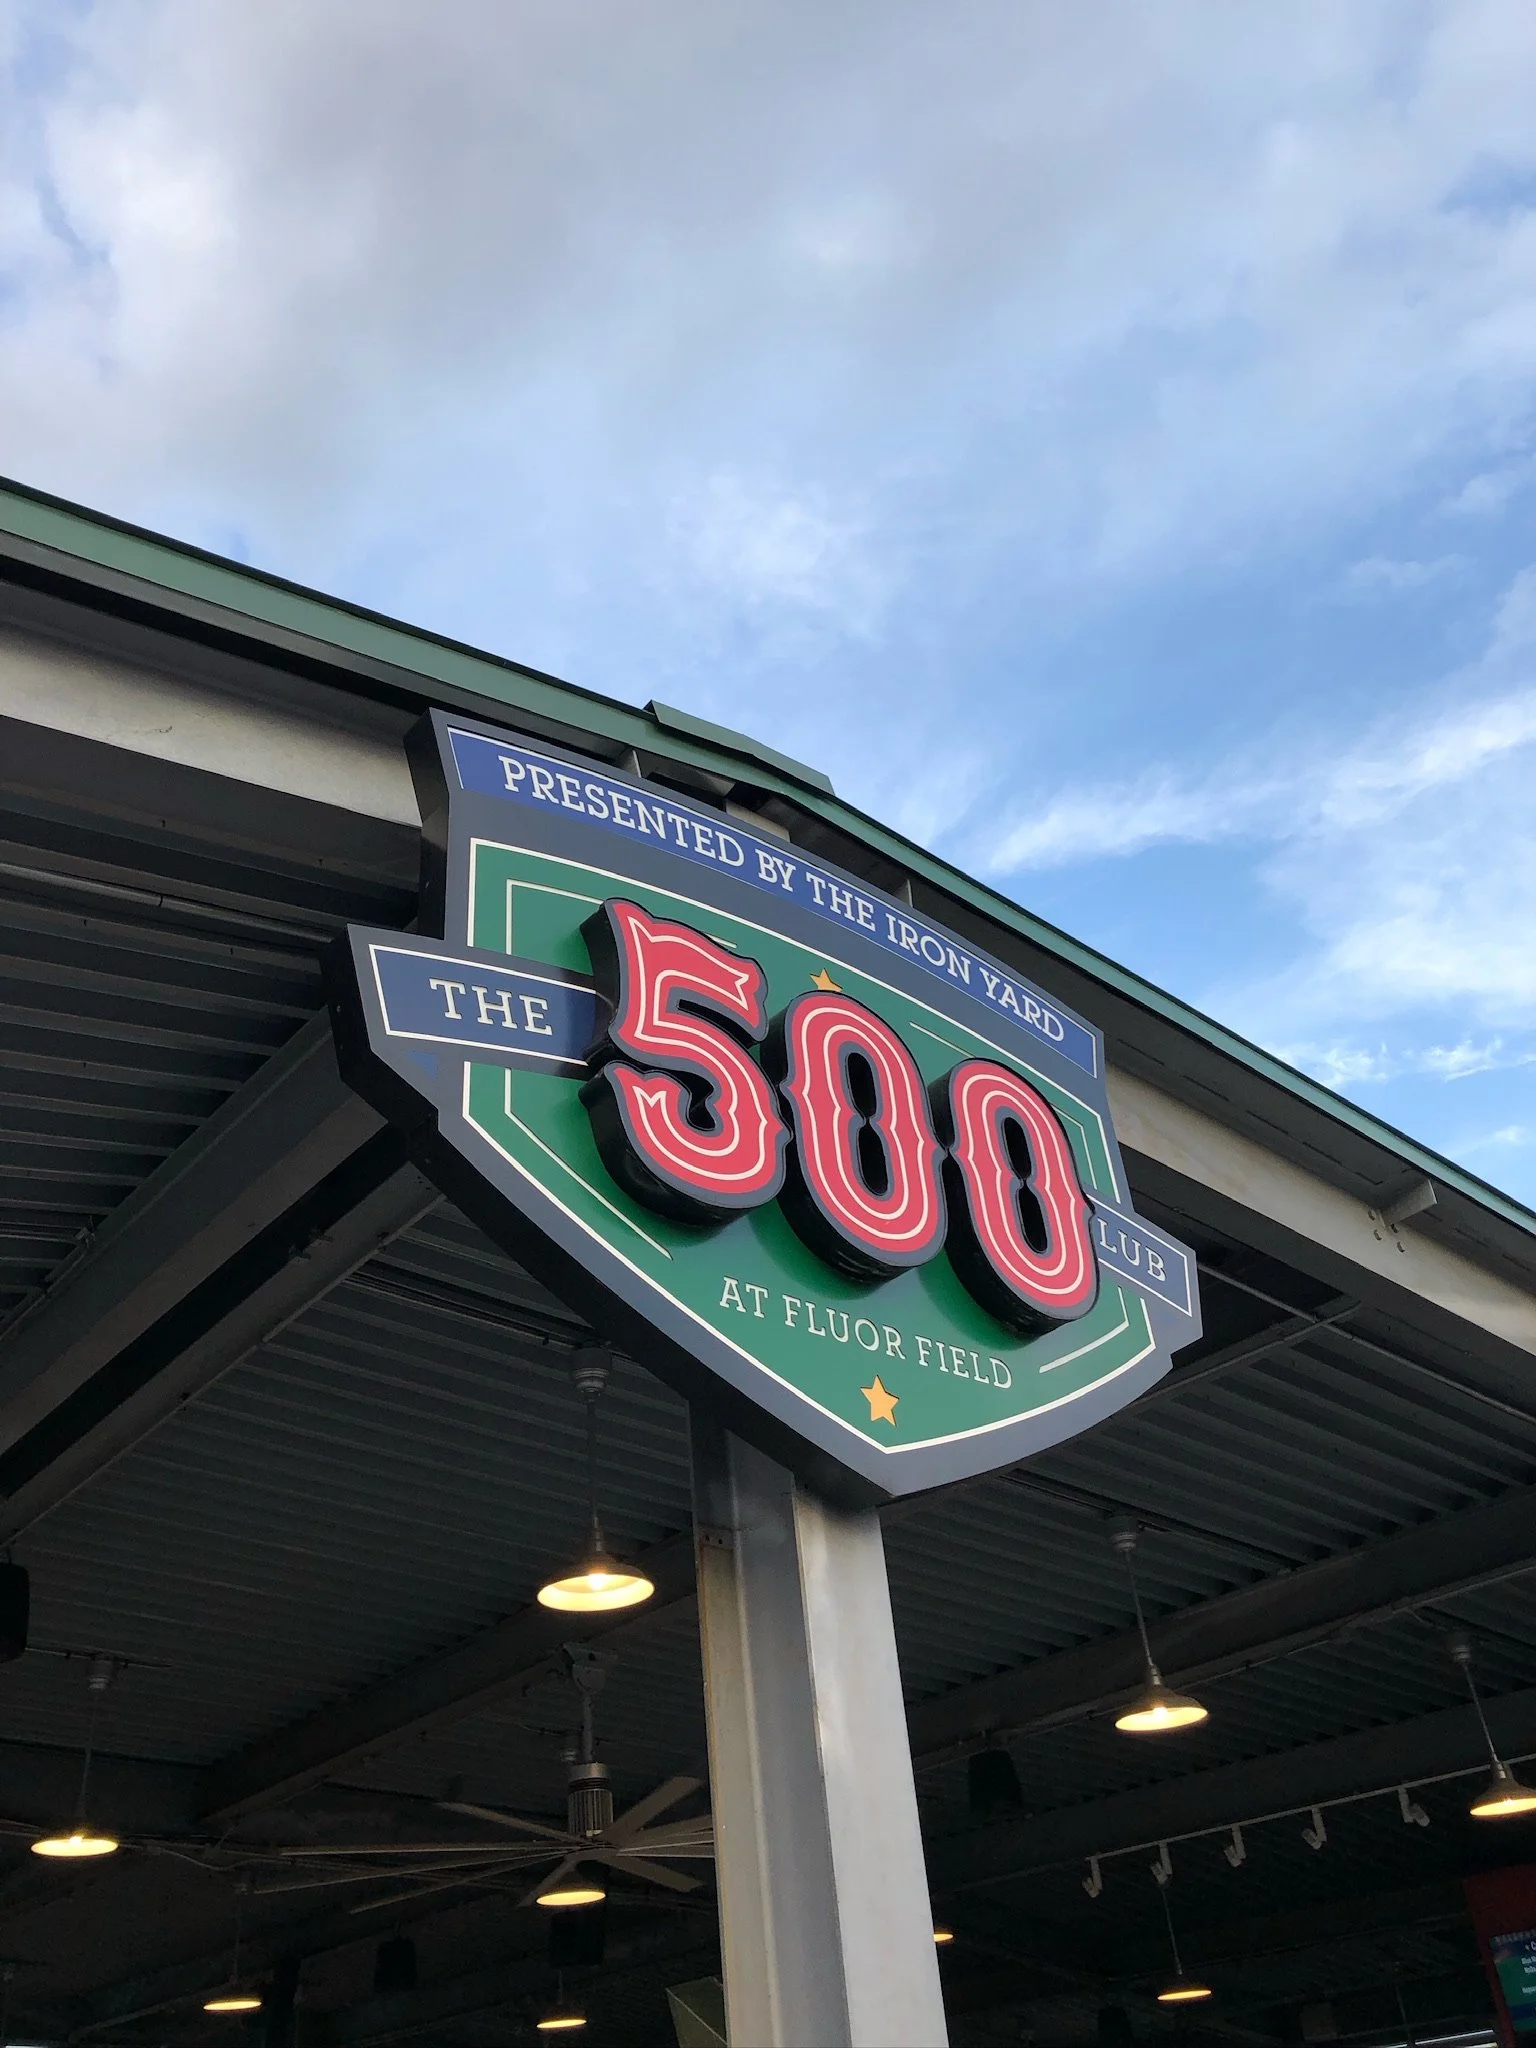 PRESENTED BY THE IRON YARD
THE 500 LUB
AT FLUOR FIELD